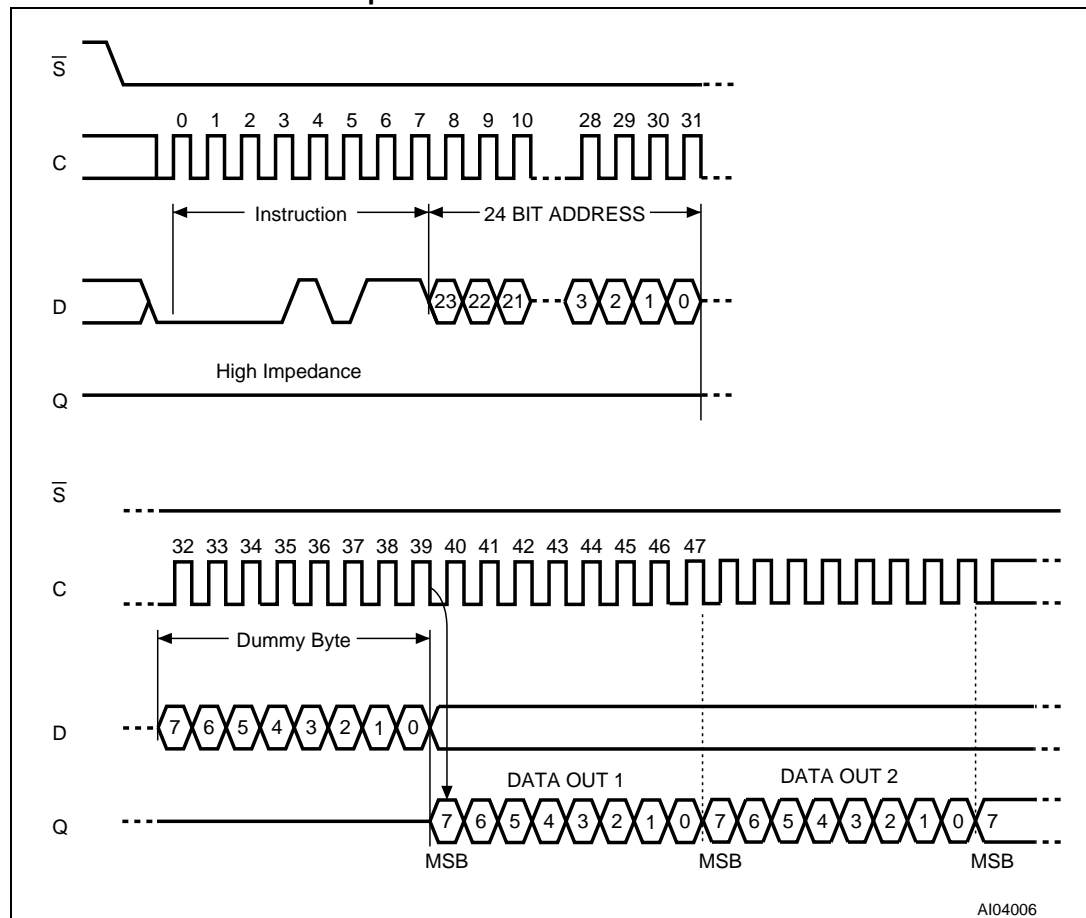 S
0 1 2 3 4 5 6 7 8 9 10 28 29 30 31
C
Instruction 24 BIT ADDRESS
D 23 22 21 3 2 1 0
High Impedance
Q
S
32 33 34 35 36 37 38 39 40 41 42 43 44 45 46 47
C
Dummy Byte
D 7 6 5 4 3 2 1 0
DATA OUT 1 DATA OUT 2
Q 7 6 5 4 3 2 1 0 7 6 5 4 3 2 1 0 7
MSB MSB MSB
AI04006